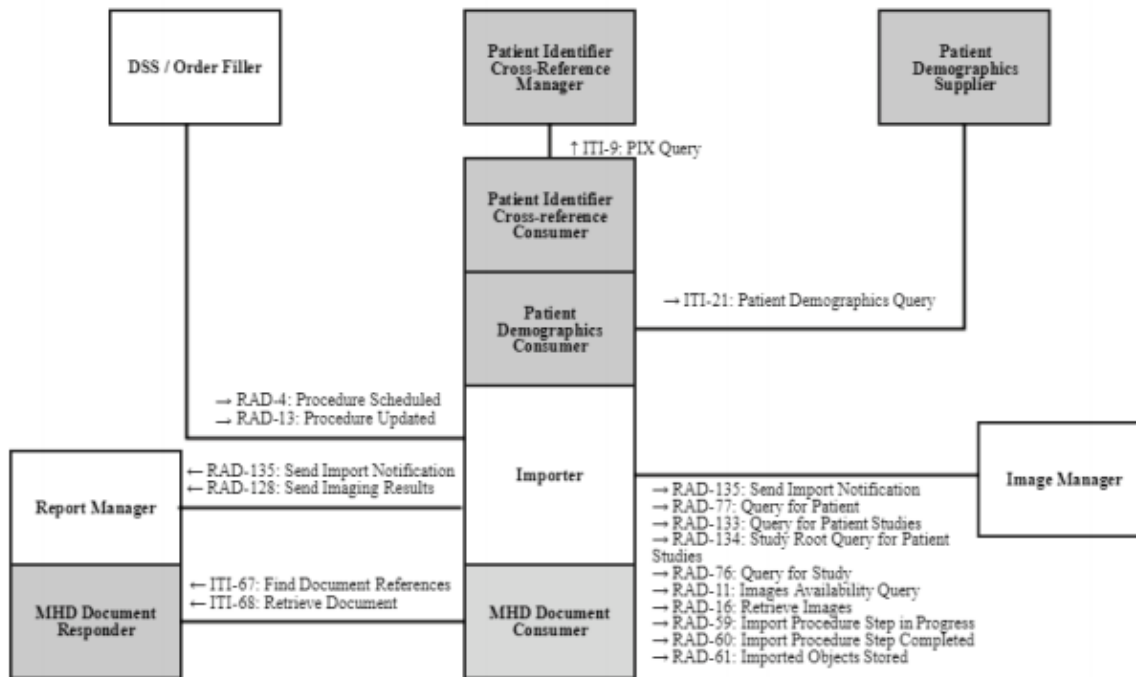 DSS / Order Filler
Patient Identifier
Cross-Reference
Manager
Patient
Demographics
Supplier
↑ ITI-9: PIX Query
Patient Identifier
Cross-reference
Consumer
→ ITI-21: Patient Demographics Query
Patient
Demographics
Consumer
→ RAD-4: Procedure Scheduled
→ RAD-13: Procedure Updated
← RAD-135: Send Import Notification
← RAD-128: Send Imaging Results
Report Manager
Importer
Image Manager
→ RAD-135: Send Import Notification
→ RAD-77: Query for Patient
→ RAD-133: Query for Patient Studies
→ RAD-134: Study Root Query for Patient
Studies
→ RAD-76: Query for Study
→ RAD-11: Images Availability Query
→ RAD-16: Retrieve Images
→ RAD-59: Import Procedure Step in Progress
→ RAD-60: Import Procedure Step Completed
→ RAD-61: Imported Objects Stored
← ITI-67: Find Document References
← ITI-68: Retrieve Document
MHD Document
Responder
MHD Document
Consumer